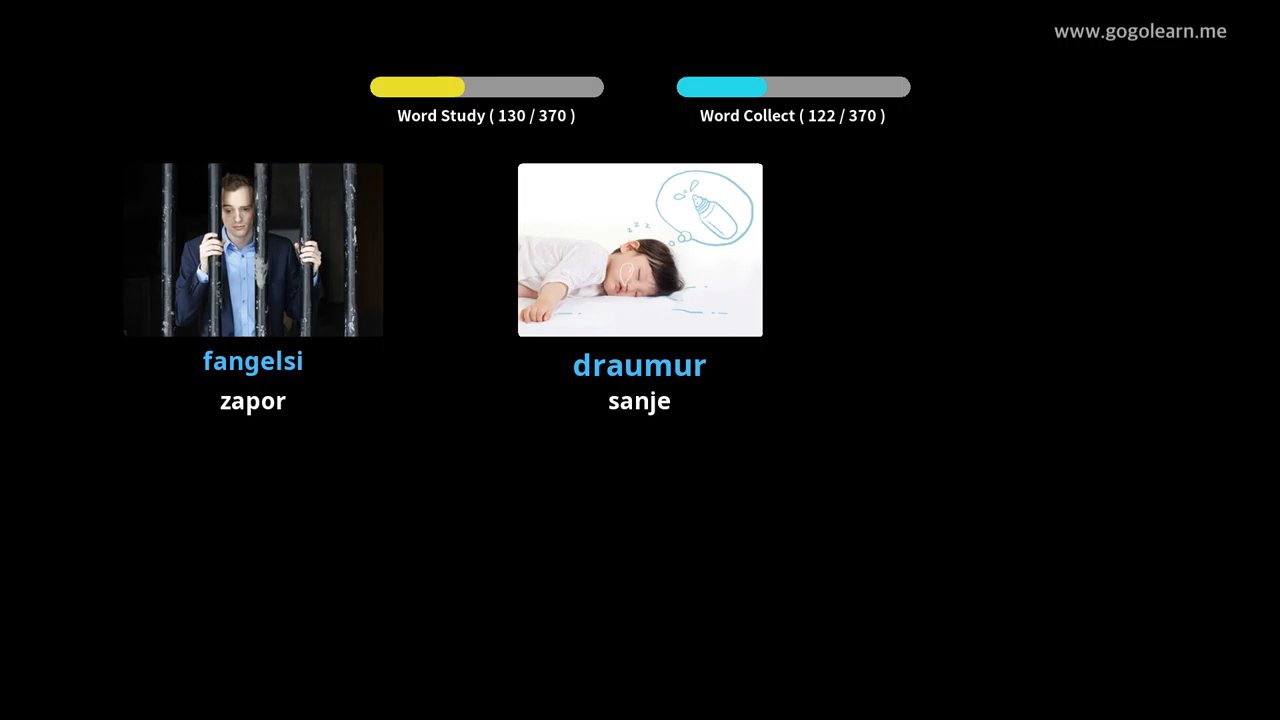 www.gogolearn.me
Word Study ( 130 / 370 )
Word Collect ( 122 / 370 )
z z z z
fangelsi
zapor
draumur
sanje